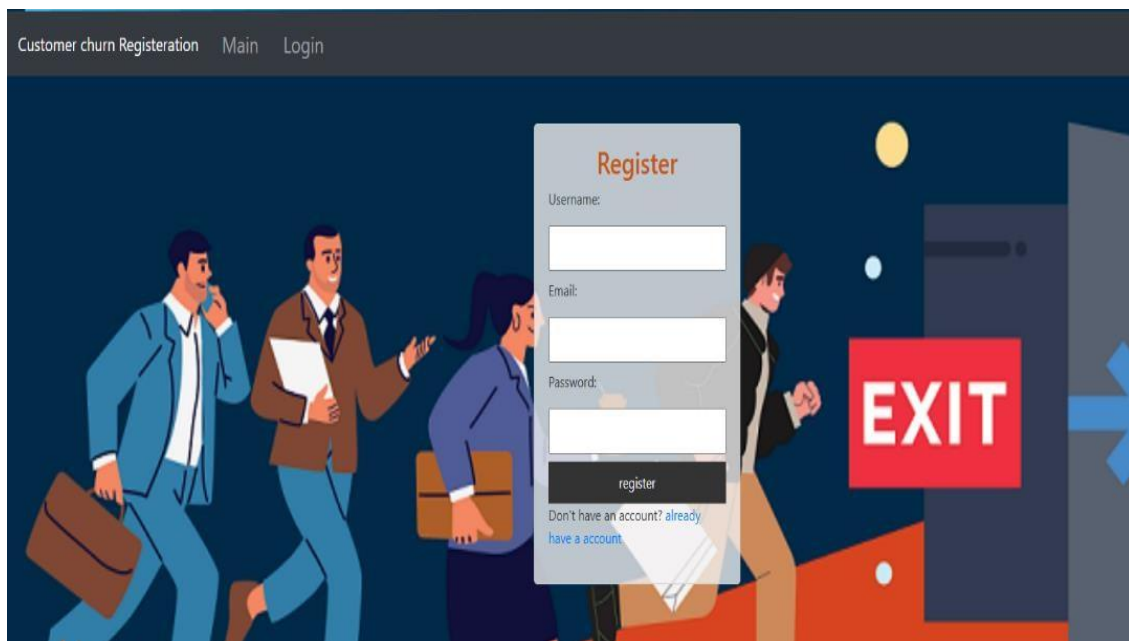 Customer churn Registeration Main Login
Register
Username:
Email:
Password:
register
Don't have an account? already
have a account
EXIT